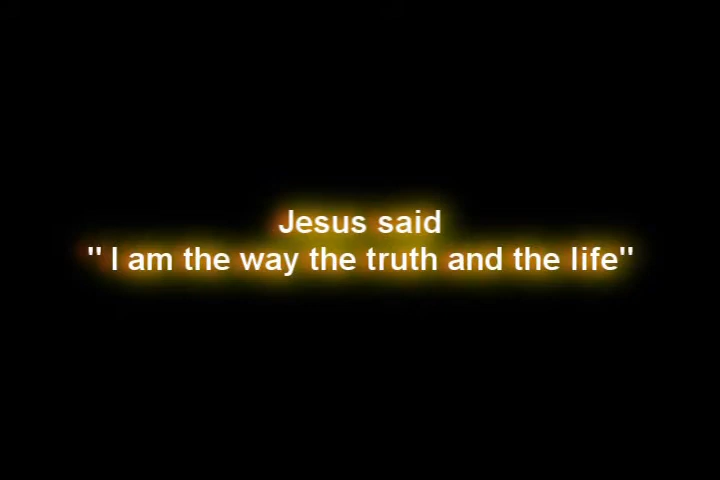 Jesus said
" I am the way the truth and the life"